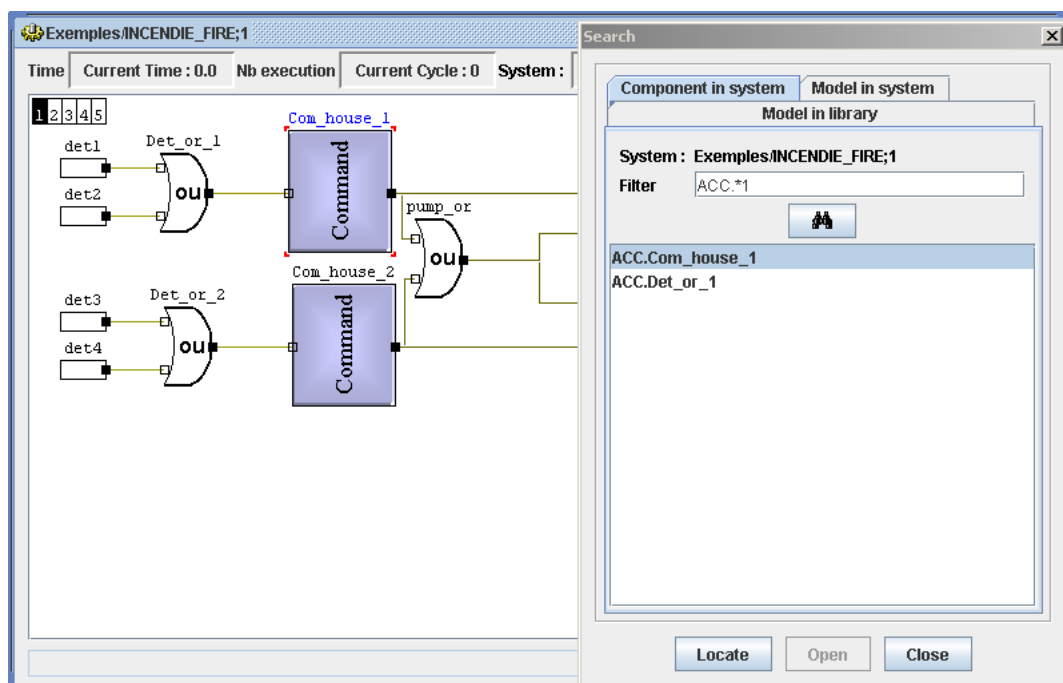 Exemples/INCENDIE_FIRE;1
Time Current Time : 0.0 Nb execution Current Cycle : 0 System :
1 2 3 4 5
det1
det2
Det_or_1
ou
Com_house_1
Command
pump_or
ou
det3
det4
Det_or_2
ou
Com_house_2
Command
Search
Component in system Model in system
Model in library
System : Exemples/INCENDIE_FIRE;1
Filter ACC.*1
ACC.Com_house_1
ACC.Det_or_1
Locate Open Close